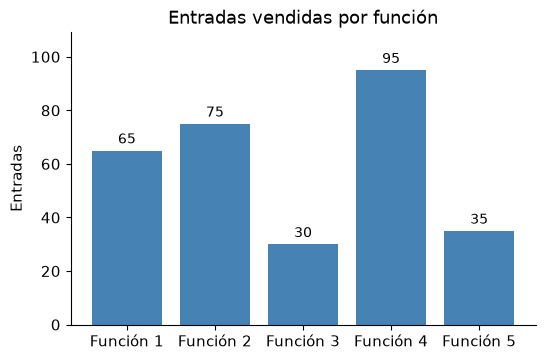 Entradas vendidas por función
Entradas
100
80
60
40
20
0
65
75
30
95
35
Función 1
Función 2
Función 3
Función 4
Función 5